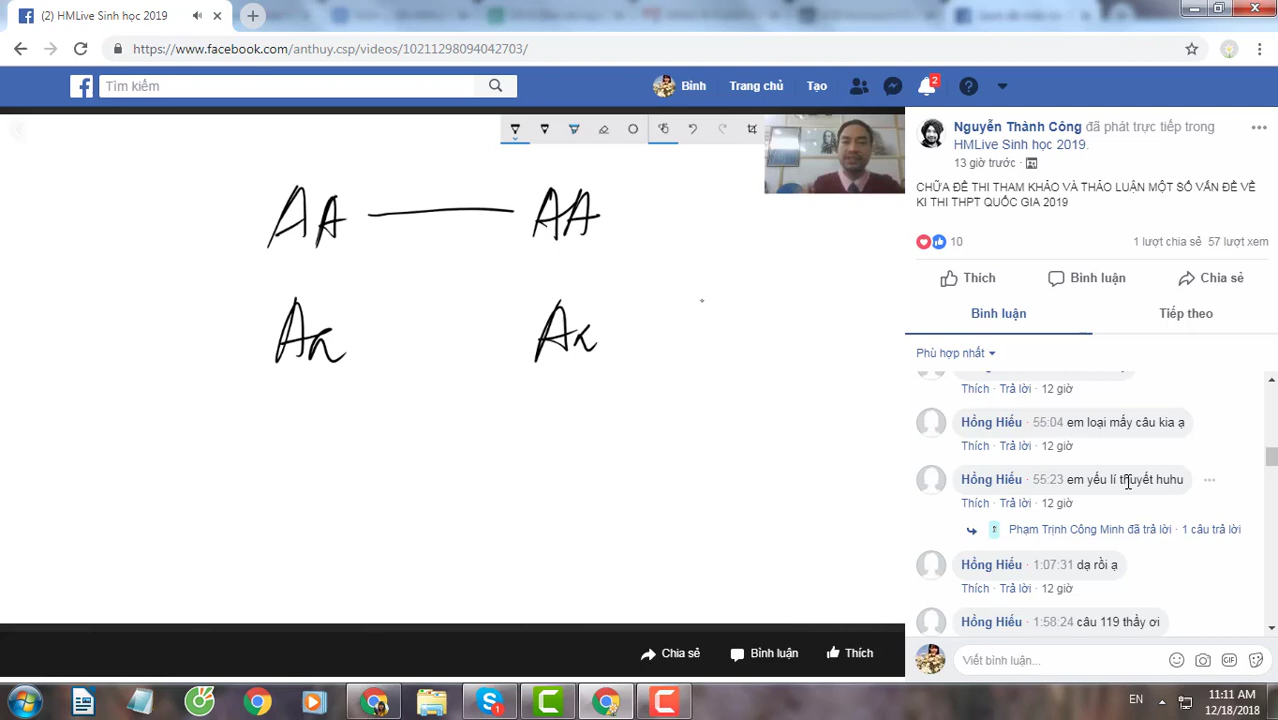 (2) HMLive Sinh học 2019
https://www.facebook.com/anthuy.csp/videos/10211298094042703/
Tìm kiếm
Bình
Trang chủ
Tạo
2
AA
AA
Aa
Aa
Nguyễn Thành Công đã phát trực tiếp trong
HMLive Sinh học 2019.
13 giờ trước ·
CHỮA ĐỀ THI THAM KHẢO VÀ THẢO LUẬN MỘT SỐ VẤN ĐỀ VỀ
KÌ THI THPT QUỐC GIA 2019
10
1 lượt chia sẻ 57 lượt xem
Thích
Bình luận
Chia sẻ
Bình luận
Tiếp theo
Phù hợp nhất
Thích · Trả lời · 12 giờ
Hồng Hiếu · 55:04 em loại mấy câu kia ạ
Thích · Trả lời · 12 giờ
Hồng Hiếu · 55:23 em yếu lí thuyết huhu
Thích · Trả lời · 12 giờ
Phạm Trịnh Công Minh đã trả lời · 1 câu trả lời
Hồng Hiếu · 1:07:31 dạ rồi ạ
Thích · Trả lời · 12 giờ
Hồng Hiếu · 1:58:24 câu 119 thầy ơi
Chia sẻ
Bình luận
Thích
Viết bình luận...
GIF
EN
11:11 AM
12/18/2018